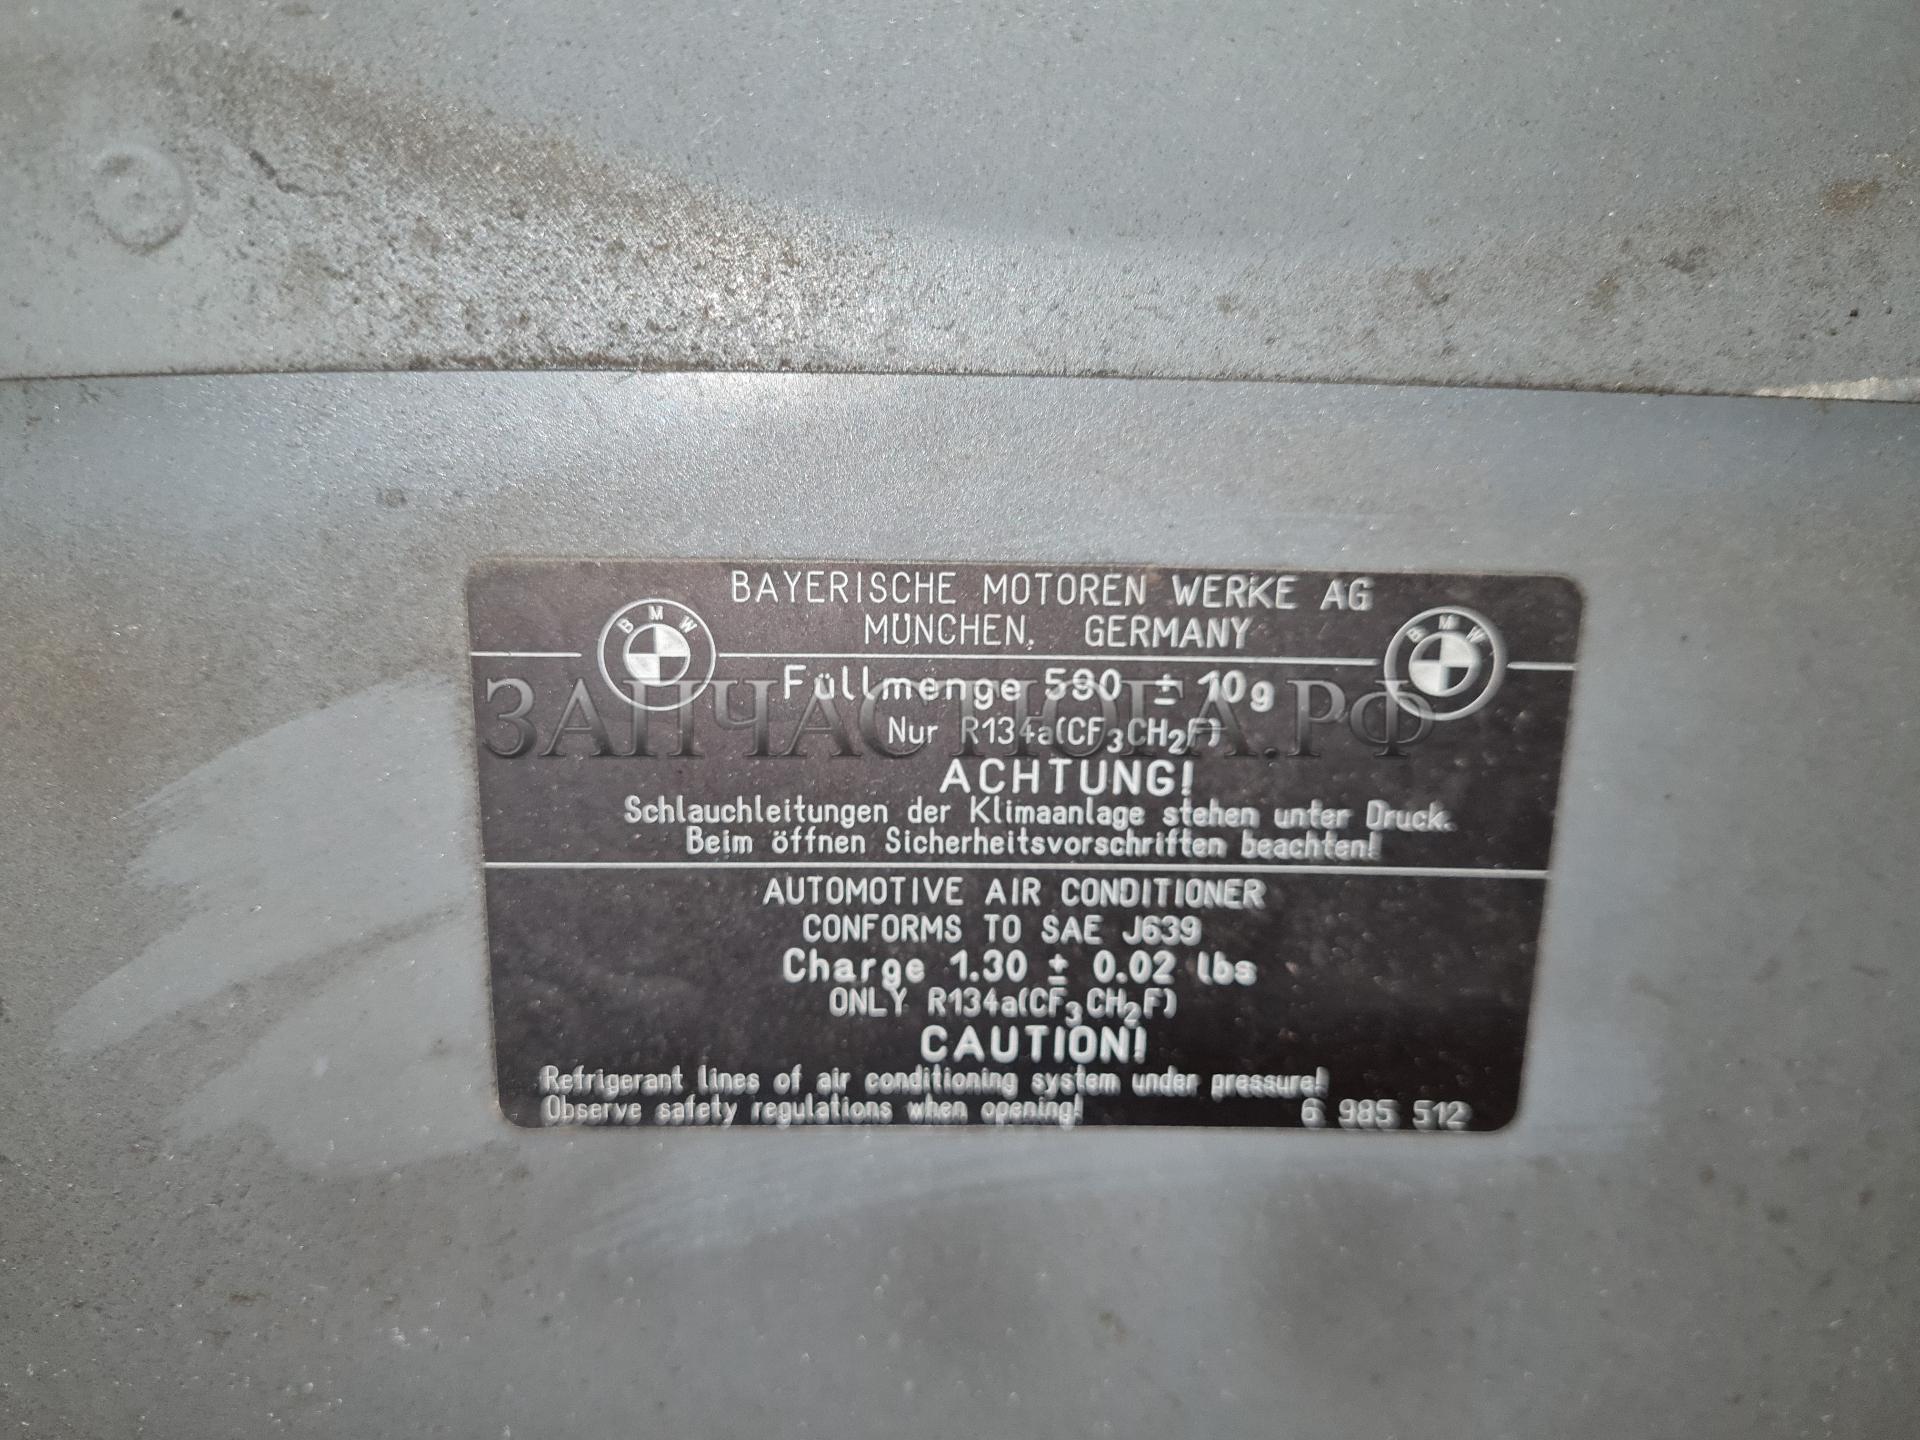 BAYERISCHE MOTOREN WERKE AG
MÜNCHEN, GERMANY
BMW
BMW
Füllmenge 590 ± 10g
ЗАПЧАСТЮГА.РФ
Nur R134a(CF₃CH₂F)
ACHTUNG!
Schlauchleitungen der Klimaanlage stehen unter Druck.
Beim öffnen Sicherheitsvorschriften beachten!
AUTOMOTIVE AIR CONDITIONER
CONFORMS TO SAE J639
Charge 1.30 ± 0.02 lbs
ONLY R134a(CF₃CH₂F)
CAUTION!
Refrigerant lines of air conditioning system under pressure!
Observe safety regulations when opening!
6 985 512